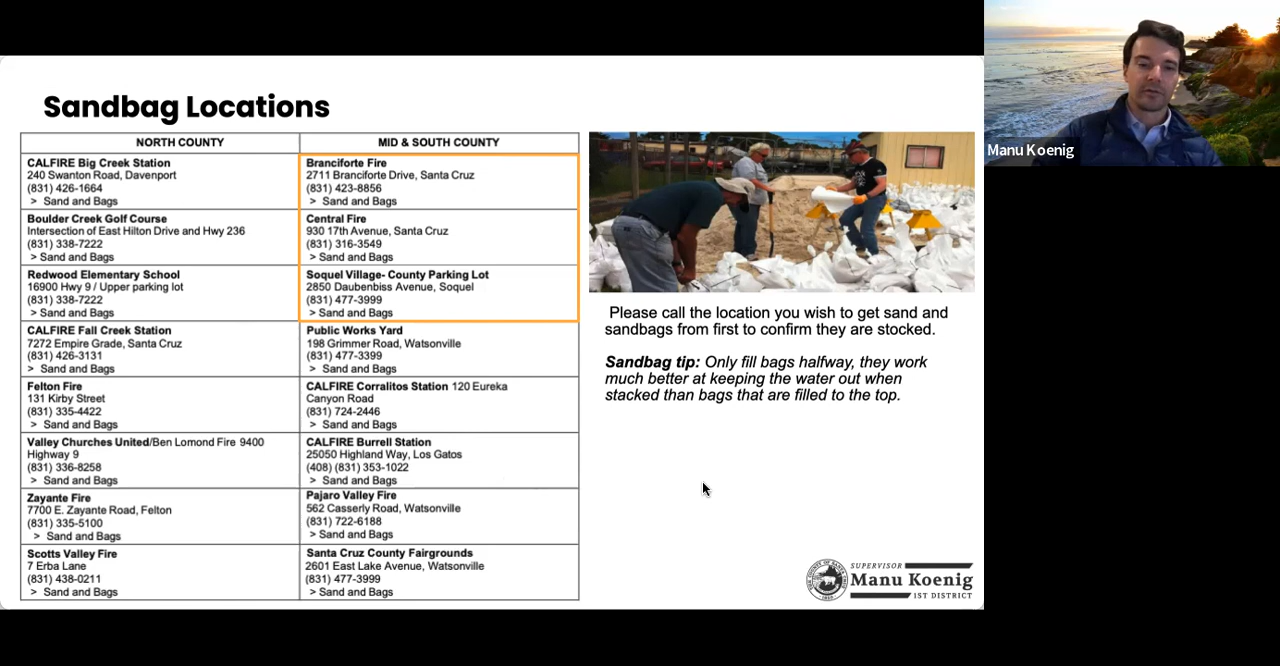 Sandbag Locations
NORTH COUNTY
CALFIRE Big Creek Station
240 Swanton Road, Davenport
(831) 426-1664
> Sand and Bags
Boulder Creek Golf Course
Intersection of East Hilton Drive and Hwy 236
(831) 338-7222
> Sand and Bags
Redwood Elementary School
16900 Hwy 9 / Upper parking lot
(831) 338-7222
> Sand and Bags
CALFIRE Fall Creek Station
7272 Empire Grade, Santa Cruz
(831) 426-3131
> Sand and Bags
Felton Fire
131 Kirby Street
(831) 335-4422
> Sand and Bags
Valley Churches United/Ben Lomond Fire 9400
Highway 9
(831) 336-8258
> Sand and Bags
Zayante Fire
7700 E. Zayante Road, Felton
(831) 335-5100
> Sand and Bags
Scotts Valley Fire
7 Erba Lane
(831) 438-0211
> Sand and Bags
MID & SOUTH COUNTY
Branciforte Fire
2711 Branciforte Drive, Santa Cruz
(831) 423-8856
> Sand and Bags
Central Fire
930 17th Avenue, Santa Cruz
(831) 316-3549
> Sand and Bags
Soquel Village- County Parking Lot
2850 Daubenbiss Avenue, Soquel
(831) 477-3999
> Sand and Bags
Public Works Yard
198 Grimmer Road, Watsonville
(831) 477-3399
> Sand and Bags
CALFIRE Corralitos Station 120 Eureka
Canyon Road
(831) 724-2446
> Sand and Bags
CALFIRE Burrell Station
25050 Highland Way, Los Gatos
(408) (831) 353-1022
> Sand and Bags
Pajaro Valley Fire
562 Casserly Road, Watsonville
(831) 722-6188
> Sand and Bags
Santa Cruz County Fairgrounds
2601 East Lake Avenue, Watsonville
(831) 477-3999
> Sand and Bags
Please call the location you wish to get sand and
sandbags from first to confirm they are stocked.
Sandbag tip: Only fill bags halfway, they work
much better at keeping the water out when
stacked than bags that are filled to the top.
SUPERVISOR
Manu Koenig
1ST DISTRICT
Manu Koenig